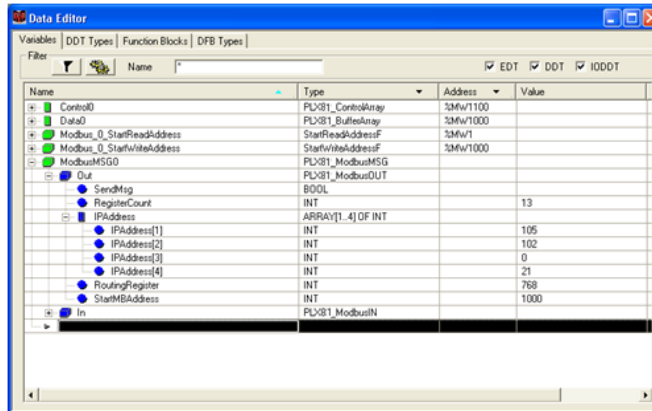 Data Editor
Variables DDT Types Function Blocks DFB Types
Filter
Name * EDT DDT IODDT
Name Type Address Value
Control0 PLX81_ControlArray %MW1100
Data0 PLX81_BufferArray %MW1000
Modbus_0_StartReadAddress StartReadAddressF %MW1
Modbus_0_StartWriteAddress StartWriteAddressF %MW1000
ModbusMSG0 PLX81_ModbusMSG
Out PLX81_ModbusOUT
SendMsg BOOL
RegisterCount INT 13
IPAddress ARRAY[1..4] OF INT
IPAddress[1] INT 105
IPAddress[2] INT 102
IPAddress[3] INT 0
IPAddress[4] INT 21
RoutingRegister INT 768
StartMBAddress INT 1000
In PLX81_ModbusIN